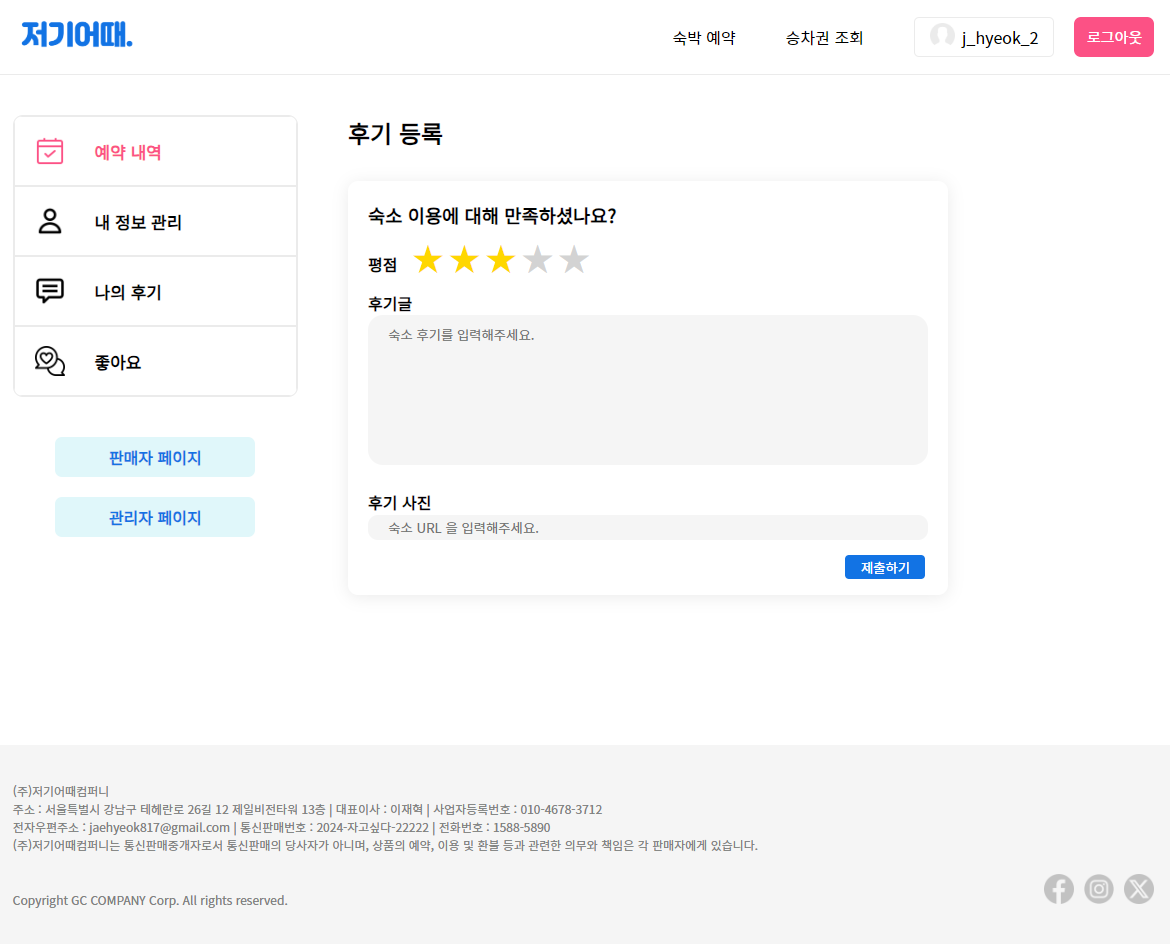 저기어때.
숙박 예약
승차권 조회
j_hyeok_2
로그아웃
예약 내역
내 정보 관리
나의 후기
좋아요
판매자 페이지
관리자 페이지
후기 등록
숙소 이용에 대해 만족하셨나요?
평점
후기글
숙소 후기를 입력해주세요.
후기 사진
숙소 URL 을 입력해주세요.
제출하기
(주)저기어때컴퍼니
주소 : 서울특별시 강남구 테헤란로 26길 12 제일비전타워 13층 | 대표이사 : 이재혁 | 사업자등록번호 : 010-4678-3712
전자우편주소 : jaehyeok817@gmail.com | 통신판매번호 : 2024-자고싶다-22222 | 전화번호 : 1588-5890
(주)저기어때컴퍼니는 통신판매중개자로서 통신판매의 당사자가 아니며, 상품의 예약, 이용 및 환불 등과 관련한 의무와 책임은 각 판매자에게 있습니다.
Copyright GC COMPANY Corp. All rights reserved.